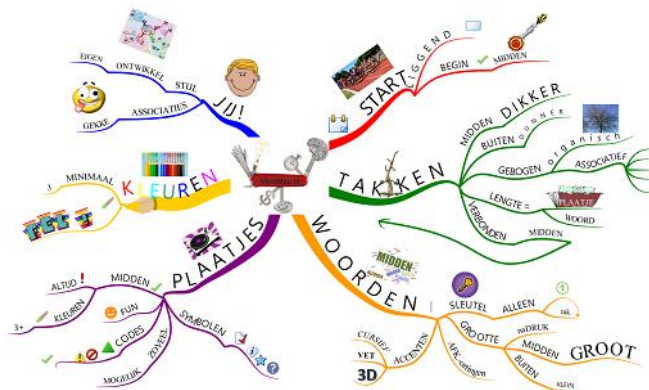 START
LIGGEND
BEGIN
MIDDEN
TAKKEN
MIDDEN DIKKER
BUITEN DUNNER
GEBOGEN organisch
ASSOCIATIEF
LENGTE =
PLAATJE
WOORD
VERBONDEN MIDDEN
WOORDEN
MIDDEN
SLEUTEL ALLEEN
1
tak
GROOTTE
MIDDEN GROOT
BUITEN KLEIN
AFK.
ACCENTEN
CURSIEF
VET
3D
PLAATJES
MIDDEN
ALTIJD !
KLEUREN
3+
FUN
CODES
ZOVEEL
MOGELIJK
SYMBOLEN
KLEUREN
MINIMAAL
3
JIJ!
STIJL
ONTWIKKEL
EIGEN
ASSOCIATIES
GEKKE